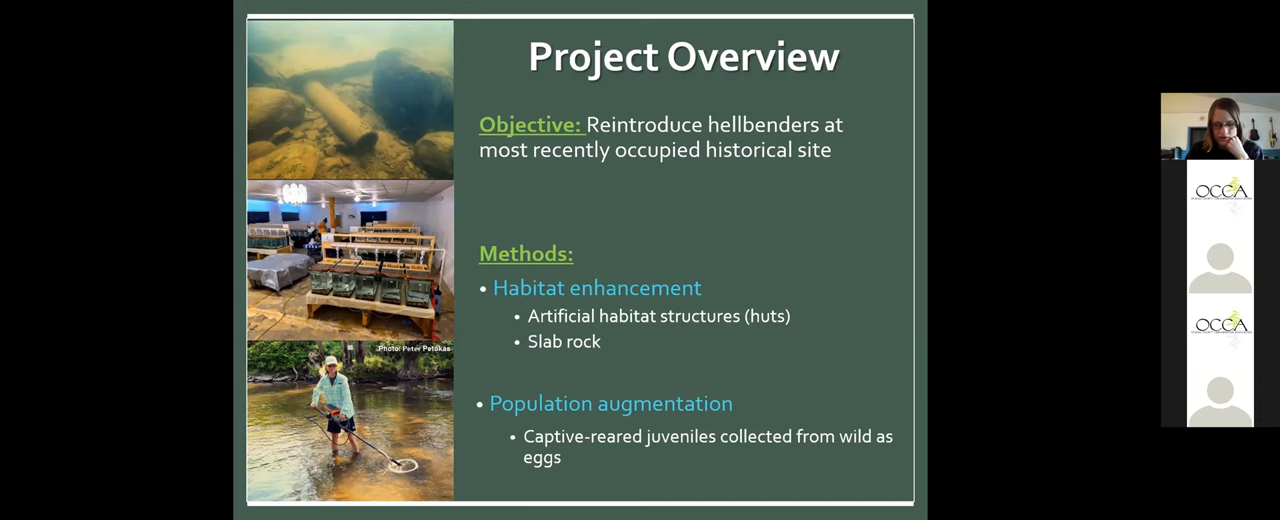 Project Overview
Objective: Reintroduce hellbenders at
most recently occupied historical site
Methods:
• Habitat enhancement
• Artificial habitat structures (huts)
• Slab rock
Photo: Peter Petokas
• Population augmentation
• Captive-reared juveniles collected from wild as
eggs
OCCA
OCCA